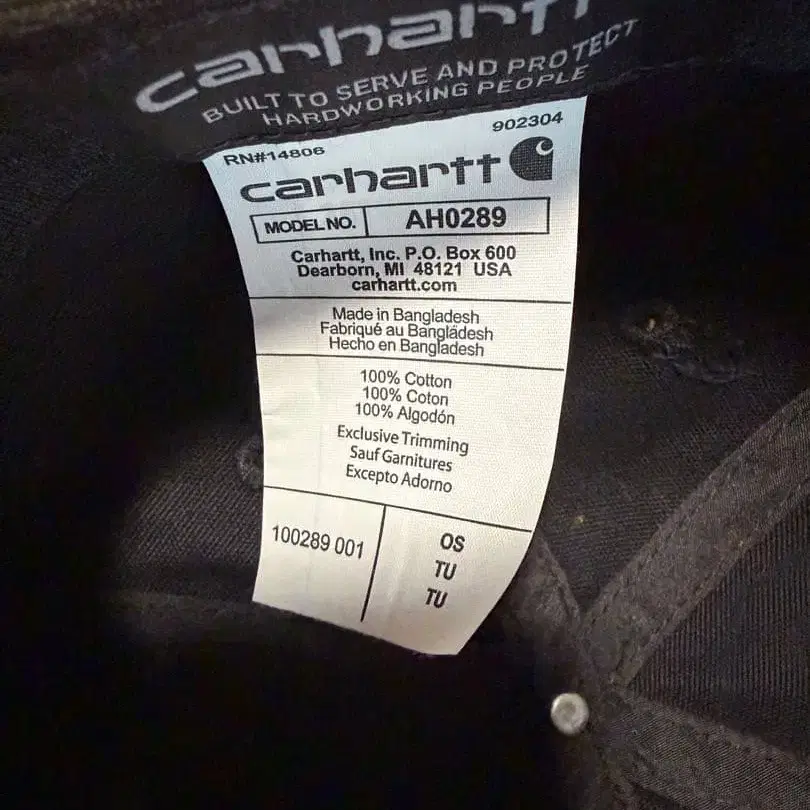 carhartt
BUILT TO SERVE AND PROTECT
HARDWORKING PEOPLE
RN#14806 902304
carhartt
MODEL NO. AH0289
Carhartt, Inc. P.O. Box 600
Dearborn, MI 48121 USA
carhartt.com
Made in Bangladesh
Fabriqué au Bangladesh
Hecho en Bangladesh
100% Cotton
100% Coton
100% Algodón
Exclusive Trimming
Sauf Garnitures
Excepto Adorno
100289 001
OS
TU
TU